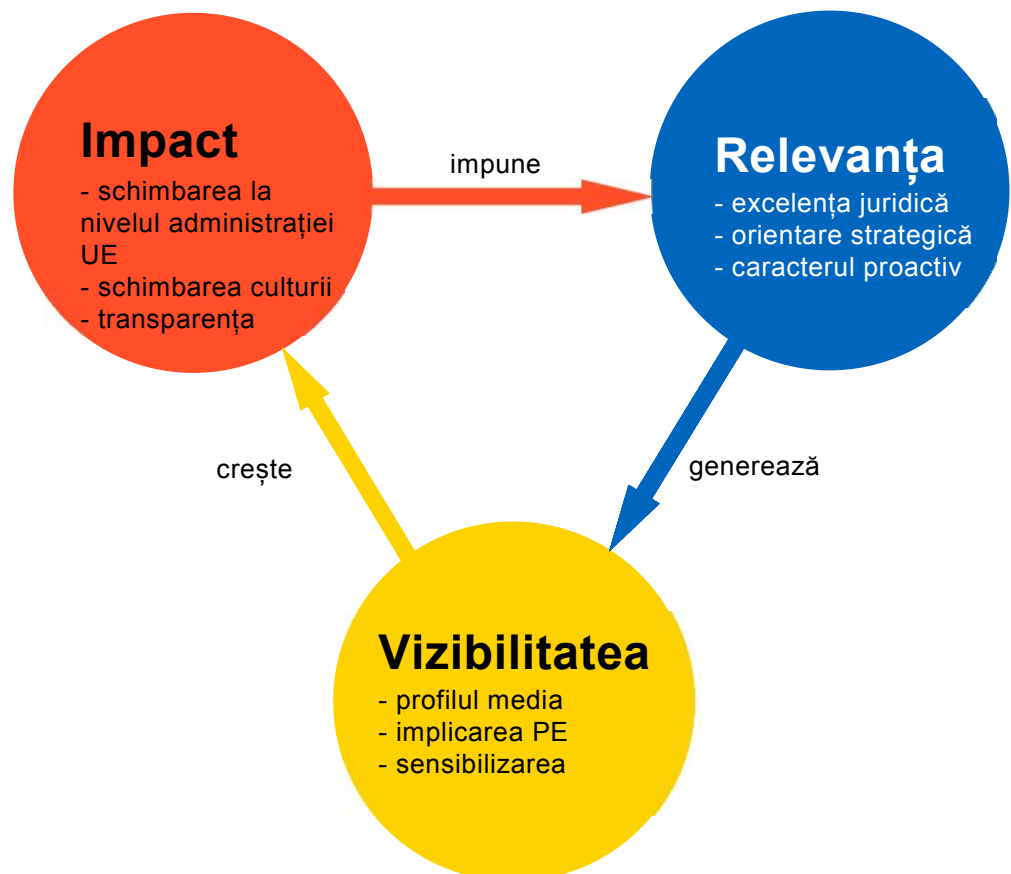 Impact
- schimbarea la
nivelul administrației
UE
- schimbarea culturii
- transparența
impune
Relevanța
- excelența juridică
- orientare strategică
- caracterul proactiv
crește
generează
Vizibilitatea
- profilul media
- implicarea PE
- sensibilizarea